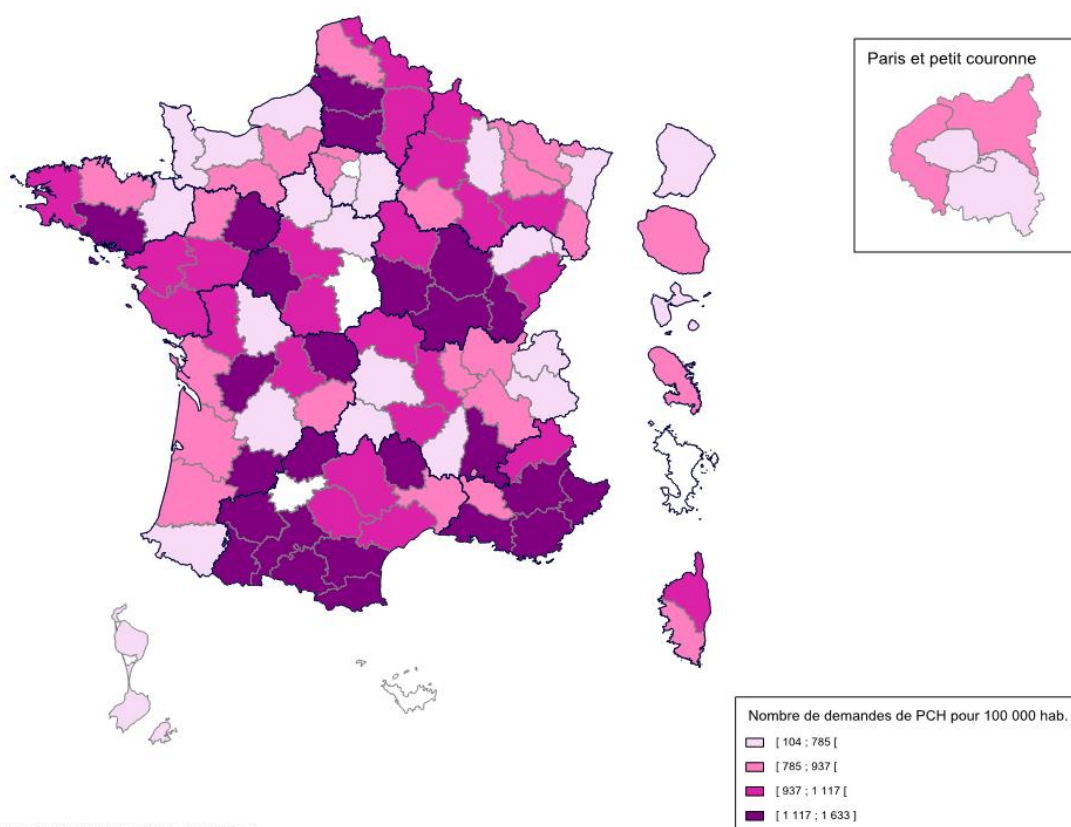 Paris et petit couronne
Nombre de demandes de PCH pour 100 000 hab.
[ 104 ; 785 [
[ 785 ; 937 [
[ 937 ; 1 117 [
[ 1 117 ; 1 633 ]